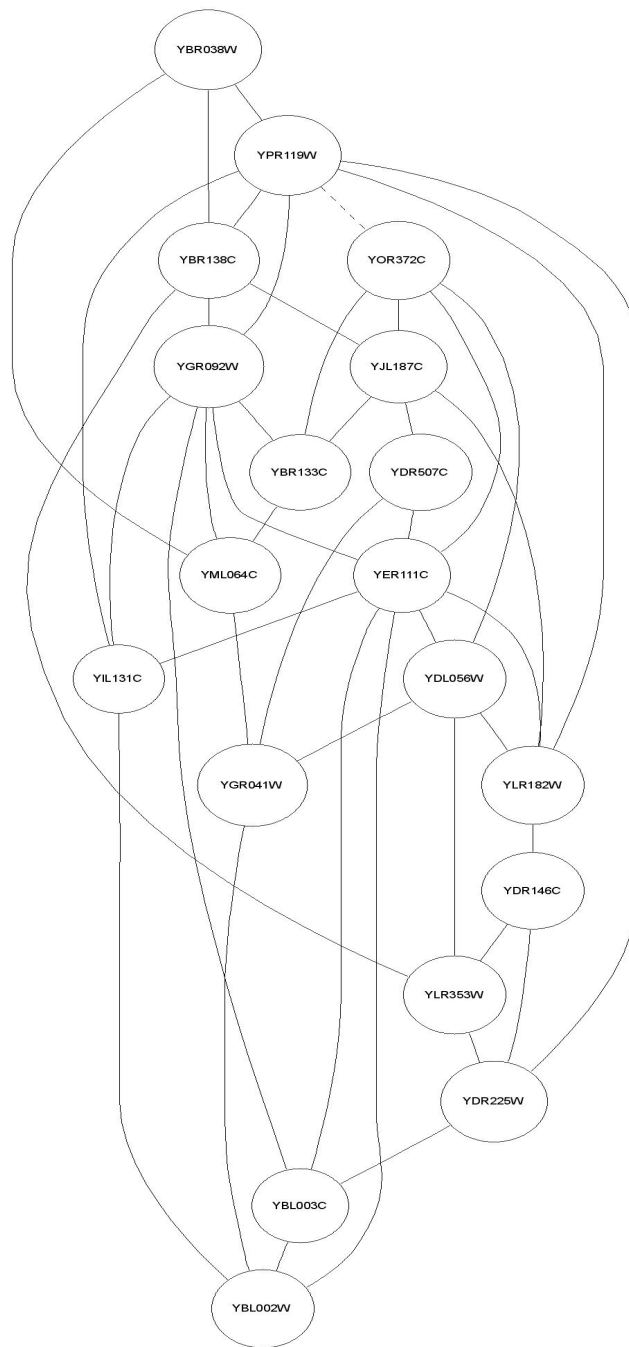 YBR038W
YPR119W
YBR138C
YOR372C
YGR092W
YJL187C
YBR133C
YDR507C
YML064C
YER111C
YIL131C
YDL056W
YGR041W
YLR182W
YDR146C
YLR353W
YDR225W
YBL003C
YBL002W